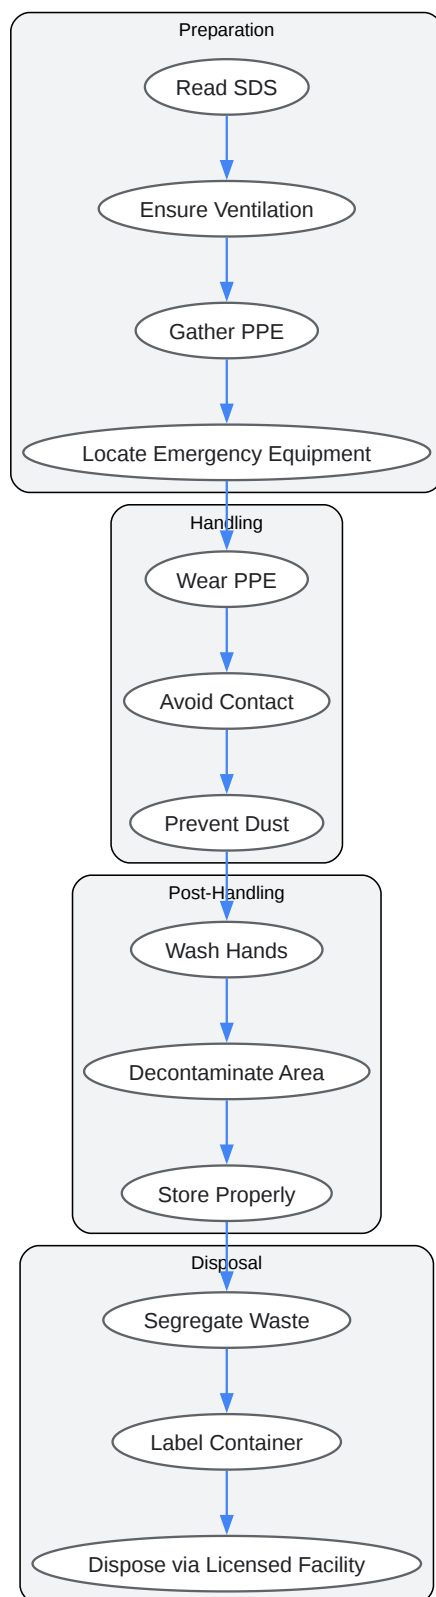 Preparation
Read SDS
Ensure Ventilation
Gather PPE
Locate Emergency Equipment
Handling
Wear PPE
Avoid Contact
Prevent Dust
Post-Handling
Wash Hands
Decontaminate Area
Store Properly
Disposal
Segregate Waste
Label Container
Dispose via Licensed Facility